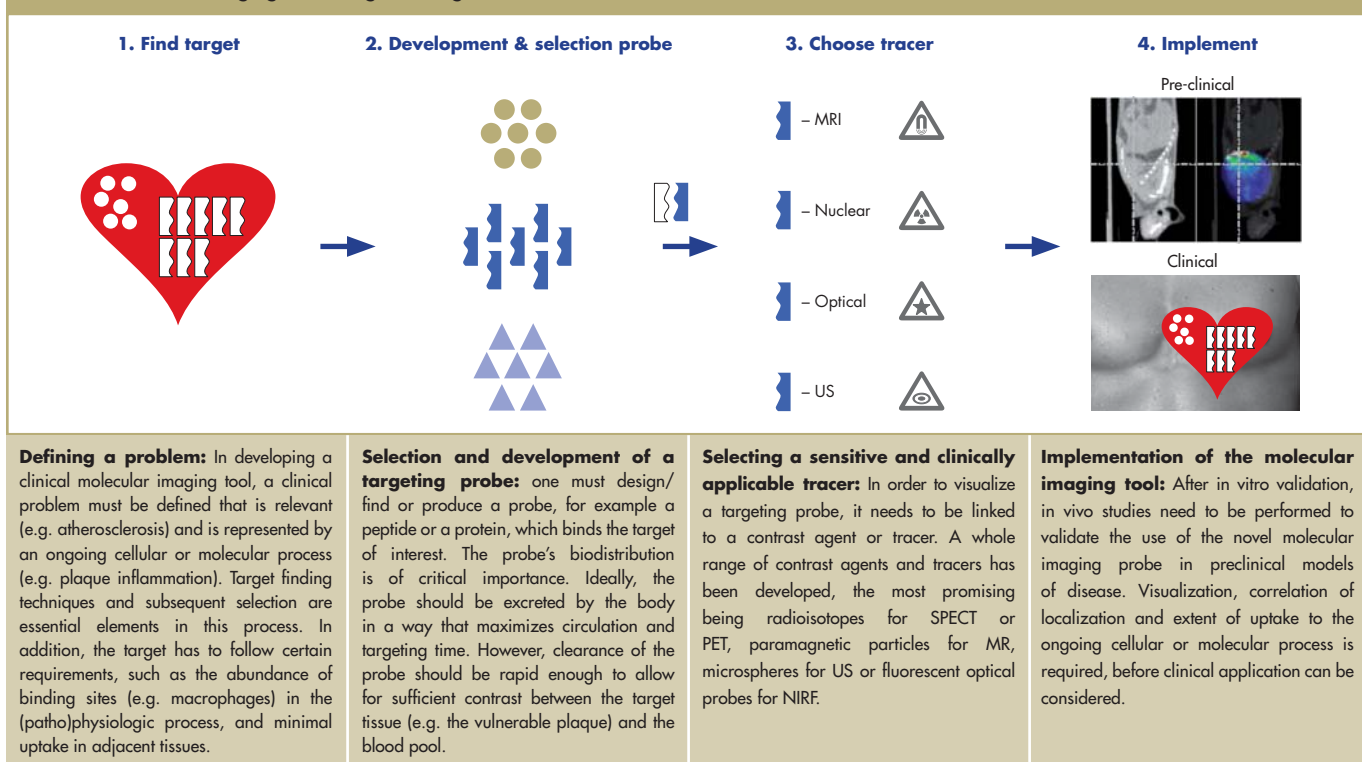 1. Find target
2. Development & selection probe
3. Choose tracer
4. Implement
Pre-clinical
– MRI
– Nuclear
– Optical
– US
Clinical
Defining a problem: In developing a
clinical molecular imaging tool, a clinical
problem must be defined that is relevant
(e.g. atherosclerosis) and is represented by
an ongoing cellular or molecular process
(e.g. plaque inflammation). Target finding
techniques and subsequent selection are
essential elements in this process. In
addition, the target has to follow certain
requirements, such as the abundance of
binding sites (e.g. macrophages) in the
(patho)physiologic process, and minimal
uptake in adjacent tissues.
Selection and development of a
targeting probe: one must design/
find or produce a probe, for example a
peptide or a protein, which binds the target
of interest. The probe’s biodistribution
is of critical importance. Ideally, the
probe should be excreted by the body
in a way that maximizes circulation and
targeting time. However, clearance of the
probe should be rapid enough to allow
for sufficient contrast between the target
tissue (e.g. the vulnerable plaque) and the
blood pool.
Selecting a sensitive and clinically
applicable tracer: In order to visualize
a targeting probe, it needs to be linked
to a contrast agent or tracer. A whole
range of contrast agents and tracers has
been developed, the most promising
being radioisotopes for SPECT or
PET, paramagnetic particles for MR,
microspheres for US or fluorescent optical
probes for NIRF.
Implementation of the molecular
imaging tool: After in vitro validation,
in vivo studies need to be performed to
validate the use of the novel molecular
imaging probe in preclinical models
of disease. Visualization, correlation of
localization and extent of uptake to the
ongoing cellular or molecular process is
required, before clinical application can be
considered.